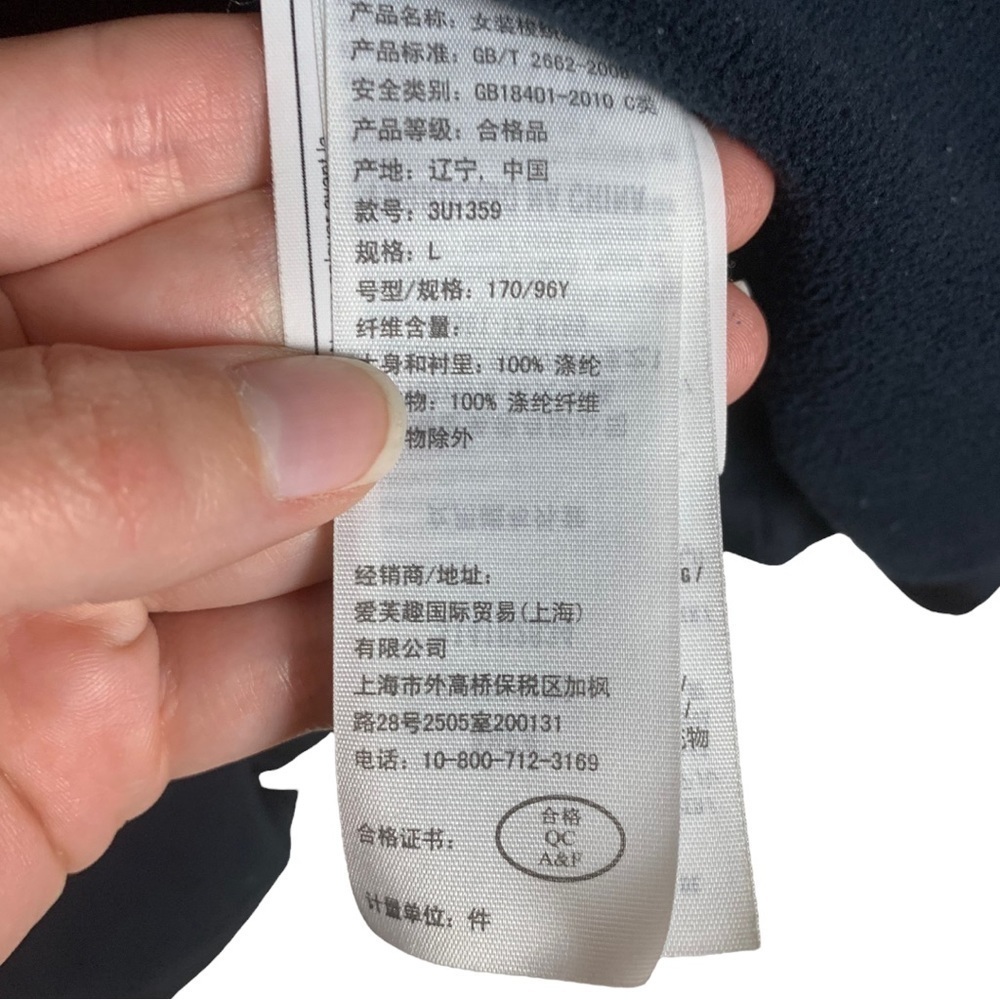 产品名称：女装梭织
产品标准：GB/T 2662-2008
安全类别：GB18401-2010 C类
产品等级：合格品
产地：辽宁，中国
款号：3U1359
规格：L
号型/规格：170/96Y
纤维含量：
身和衬里：100% 涤纶
物：100% 涤纶纤维
物除外
经销商/地址：
爱芙趣国际贸易(上海)
有限公司
上海市外高桥保税区加枫
路28号2505室200131
电话：10-800-712-3169
合格证书：
合格
QC
A&F
计量单位：件
G/
物